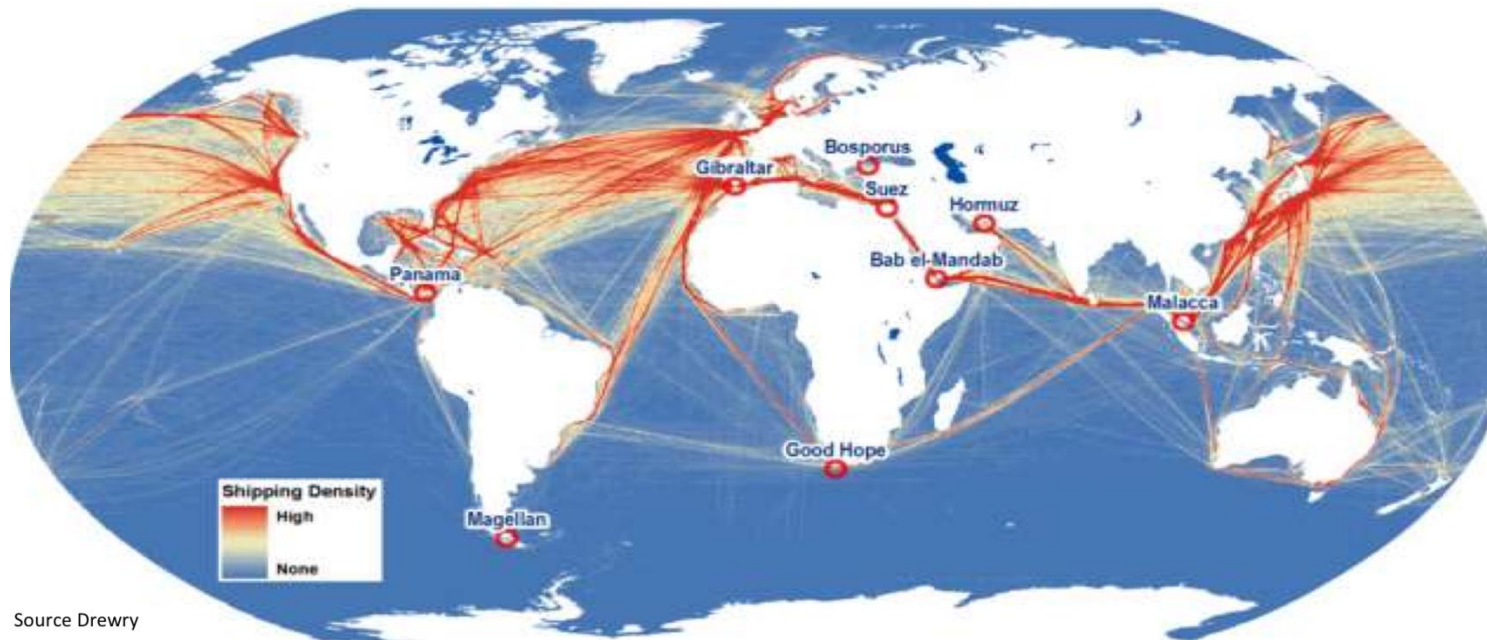 Bosporus
Gibraltar
Suez
Hormuz
Bab el-Mandab
Panama
Malacca
Good Hope
Shipping Density
High
None
Magellan
Source Drewry